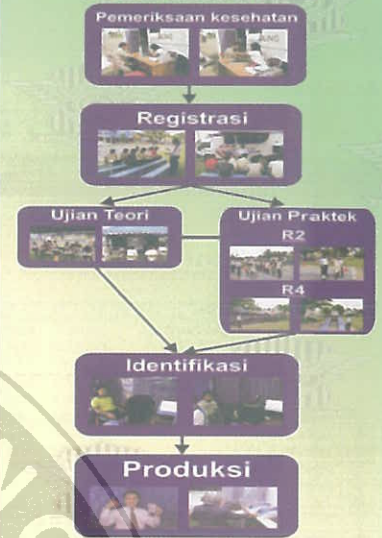 Pemeriksaan kesehatan
Registrasi
Ujian Teori
Ujian Praktek
R2
R4
Identifikasi
Produksi